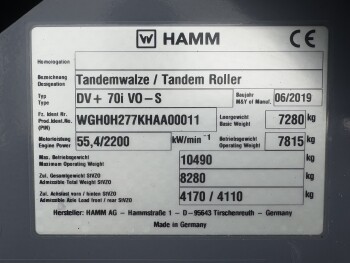 HAMM CE
Homologation
Bezeichnung
Designation Tandemwalze / Tandem Roller
Typ
Type DV+ 70i VO-S Baujahr
M&Y of Manuf. 06/2019
Fz. Ident Nr.
Prod.Ident.No.
(PIN) WGH0H277KHAA00011 Leergewicht
Basic Weight 7280 kg
Motorleistung
Engine Power 55,4/2200 kW/min⁻¹ Betriebsgewicht
Operating Weight 7815 kg
Max. Betriebsgewicht
Maximum Operating Weight 10490 kg
Zul. Gesamtgewicht StVZO
Admissible Total Weight StVZO 8280 kg
Zul. Achslast vorn / hinten StVZO
Admissible Axle Load front / rear StVZO 4170 / 4110 kg
Hersteller: HAMM AG - Hammstraße 1 - D-95643 Tirschenreuth - Germany
Made in Germany